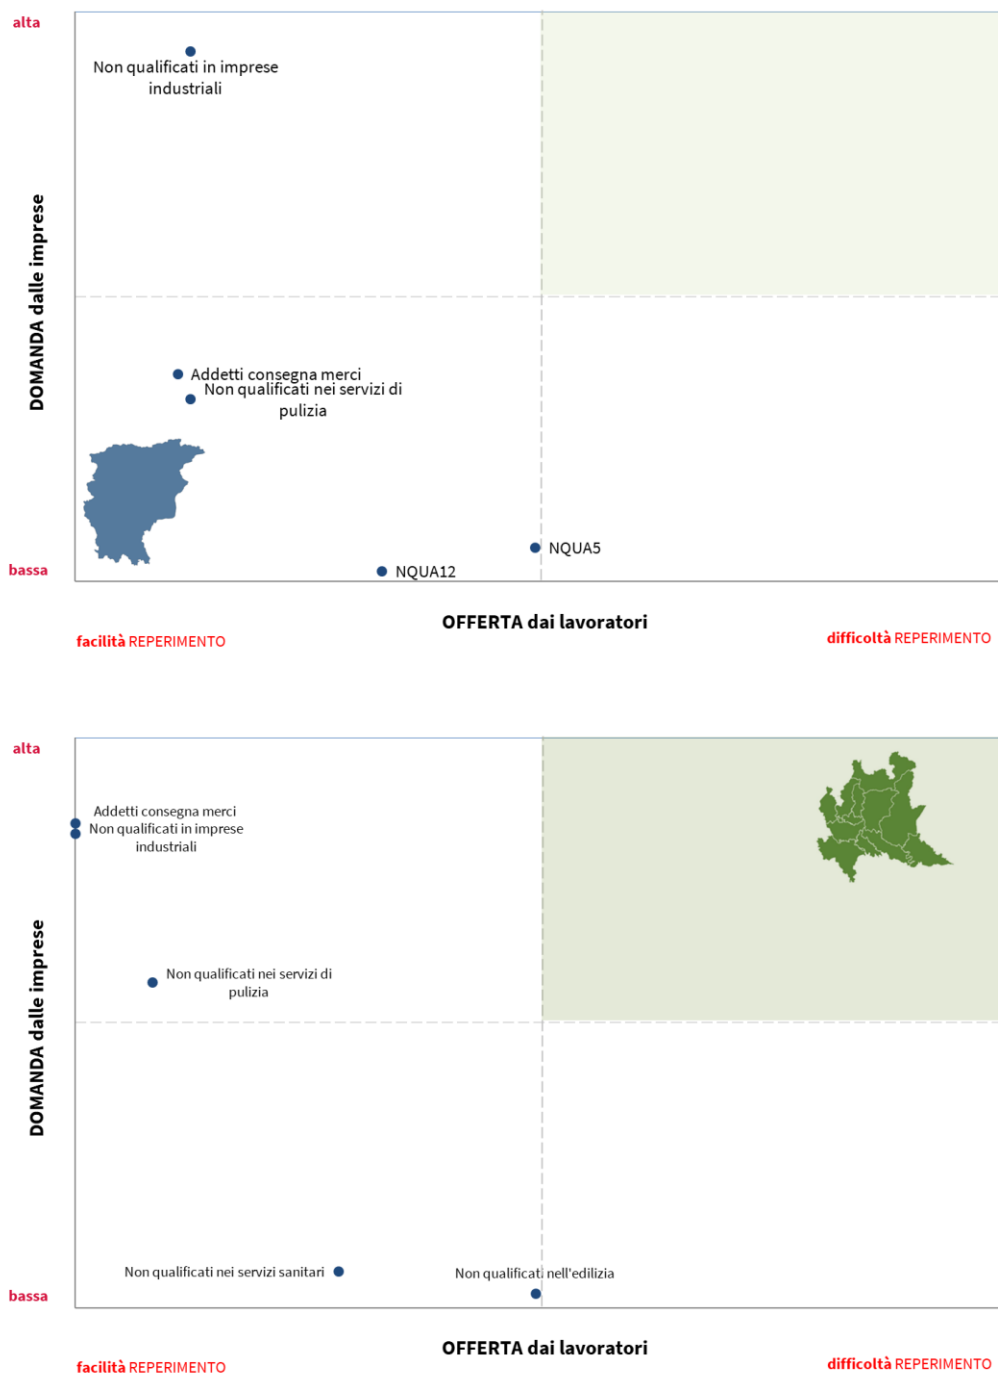 alta
Non qualificati in imprese
industriali
DOMANDA dalle imprese
Addetti consegna merci
Non qualificati nei servizi di
pulizia
NQUA5
NQUA12
bassa
OFFERTA dai lavoratori
facilità REPERIMENTO
difficoltà REPERIMENTO
alta
Addetti consegna merci
Non qualificati in imprese
industriali
DOMANDA dalle imprese
Non qualificati nei servizi di
pulizia
Non qualificati nei servizi sanitari
Non qualificati nell'edilizia
bassa
OFFERTA dai lavoratori
facilità REPERIMENTO
difficoltà REPERIMENTO